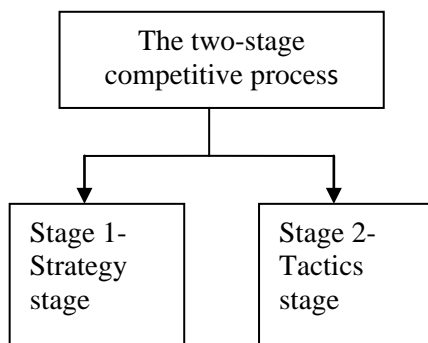 The two-stage
competitive process
Stage 1-
Strategy
stage
Stage 2-
Tactics
stage